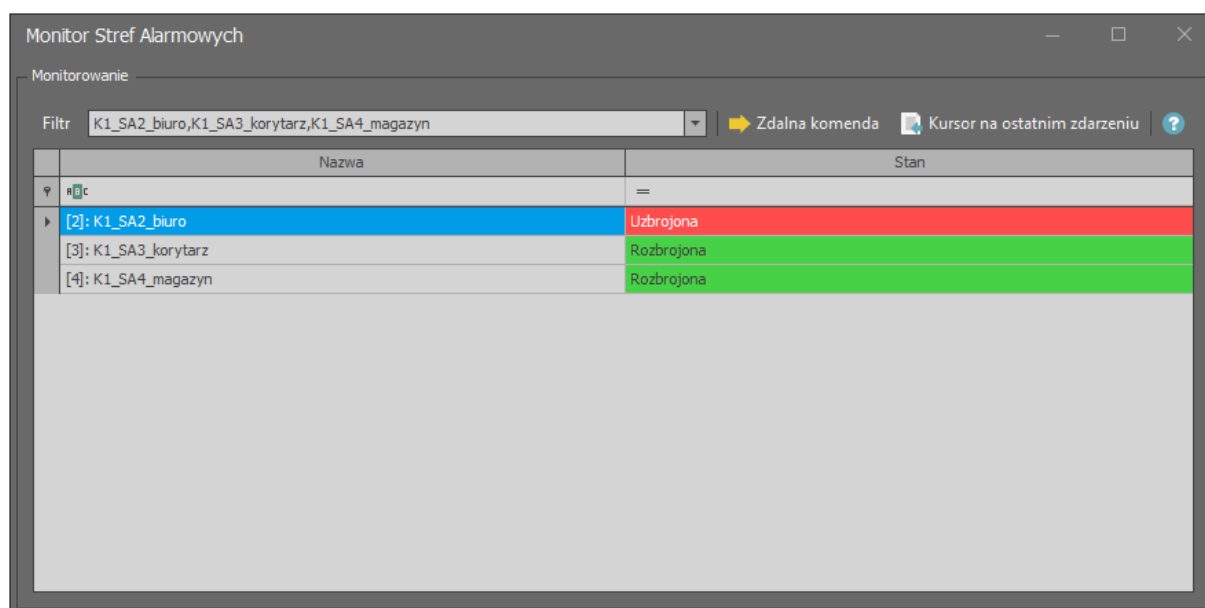 Monitor Stref Alarmowych
Monitorowanie
Filtr K1_SA2_biuro,K1_SA3_korytarz,K1_SA4_magazyn Zdalna komenda Kursor na ostatnim zdarzeniu ?
Nazwa Stan
ABC =
[2]: K1_SA2_biuro Uzbrojona
[3]: K1_SA3_korytarz Rozbrojona
[4]: K1_SA4_magazyn Rozbrojona